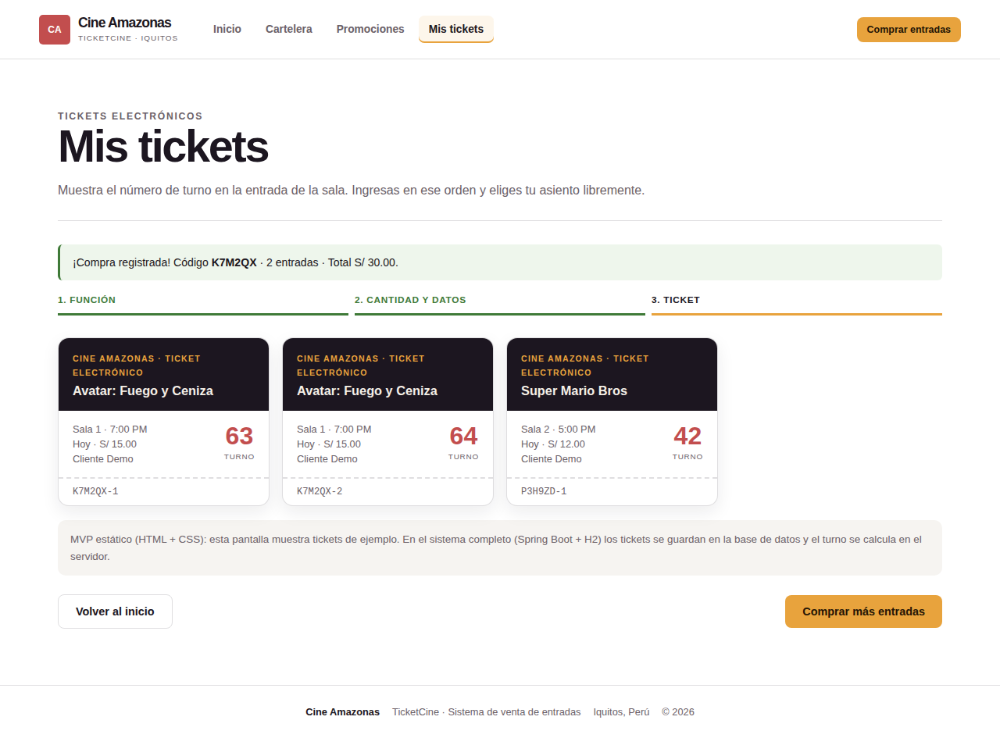 CA
Cine Amazonas
TICKETCINE · IQUITOS
Inicio
Cartelera
Promociones
Mis tickets
Comprar entradas
TICKETS ELECTRÓNICOS
Mis tickets
Muestra el número de turno en la entrada de la sala. Ingresas en ese orden y eliges tu asiento libremente.
¡Compra registrada! Código K7M2QX · 2 entradas · Total S/ 30.00.
1. FUNCIÓN
2. CANTIDAD Y DATOS
3. TICKET
CINE AMAZONAS · TICKET
ELECTRÓNICO
Avatar: Fuego y Ceniza
Sala 1 · 7:00 PM
Hoy · S/ 15.00
Cliente Demo
63
TURNO
K7M2QX-1
CINE AMAZONAS · TICKET
ELECTRÓNICO
Avatar: Fuego y Ceniza
Sala 1 · 7:00 PM
Hoy · S/ 15.00
Cliente Demo
64
TURNO
K7M2QX-2
CINE AMAZONAS · TICKET
ELECTRÓNICO
Super Mario Bros
Sala 2 · 5:00 PM
Hoy · S/ 12.00
Cliente Demo
42
TURNO
P3H9ZD-1
MVP estático (HTML + CSS): esta pantalla muestra tickets de ejemplo. En el sistema completo (Spring Boot + H2) los tickets se guardan en la base de datos y el turno se calcula en el
servidor.
Volver al inicio
Comprar más entradas
Cine Amazonas
TicketCine · Sistema de venta de entradas
Iquitos, Perú
© 2026